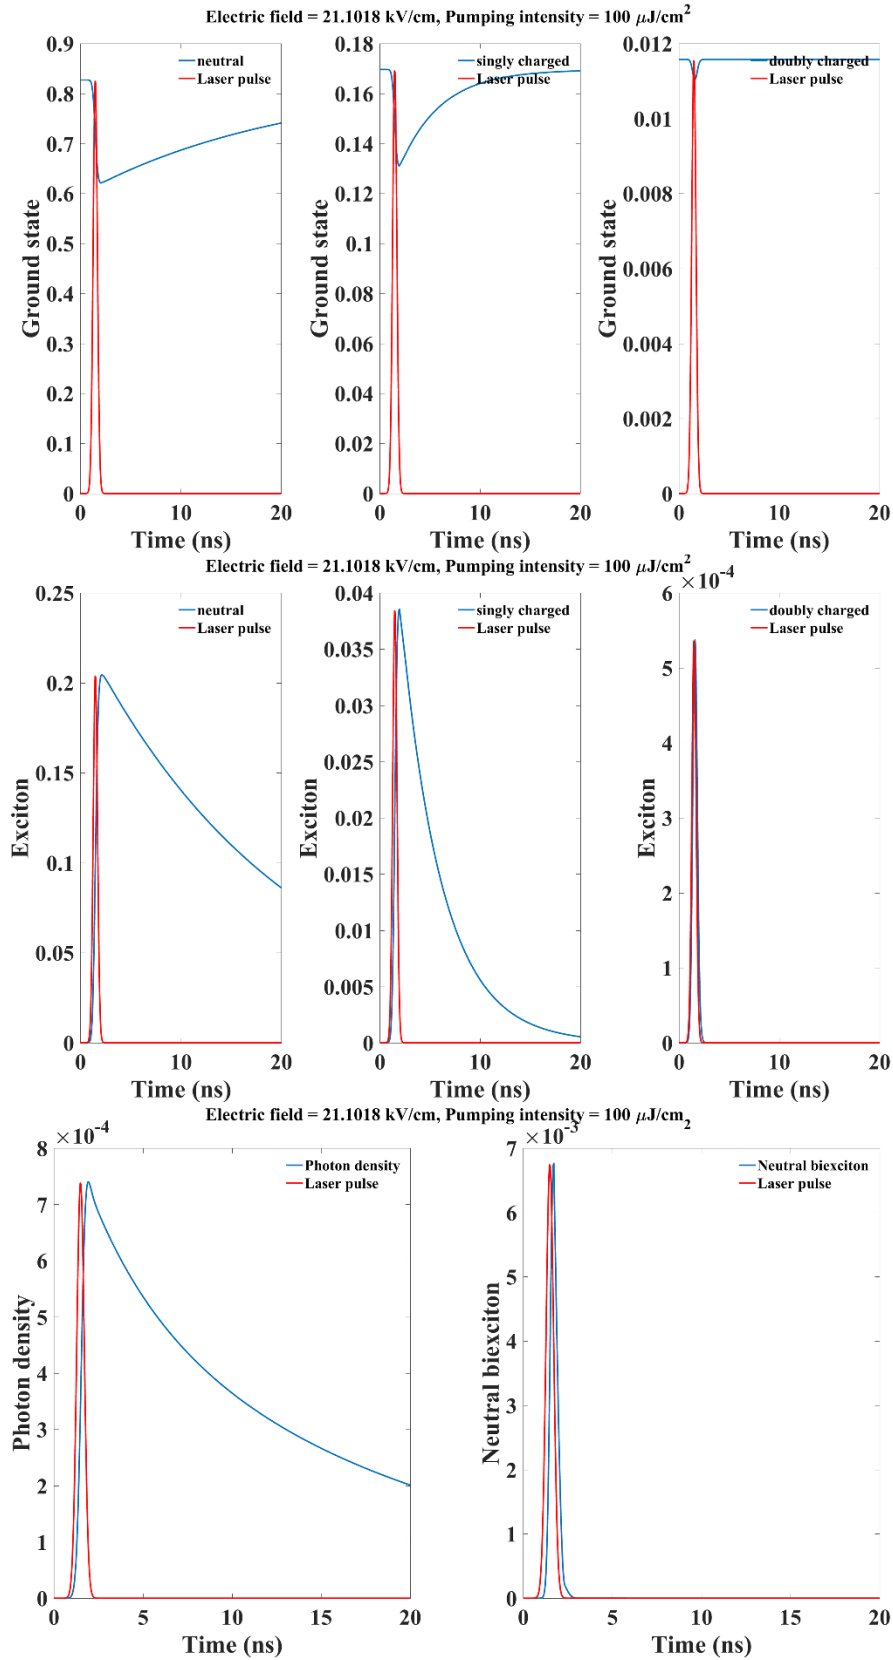 Electric field = 21.1018 kV/cm, Pumping intensity = 100 μJ/cm²
0.9
0.8
0.7
0.6
0.5
0.4
0.3
0.2
0.1
0
Ground state
neutral
Laser pulse
0 10 20
Time (ns)
0.18
0.16
0.14
0.12
0.1
0.08
0.06
0.04
0.02
0
Ground state
singly charged
Laser pulse
0 10 20
Time (ns)
0.012
0.01
0.008
0.006
0.004
0.002
0
Ground state
doubly charged
Laser pulse
0 10 20
Time (ns)
Electric field = 21.1018 kV/cm, Pumping intensity = 100 μJ/cm²
0.25
0.2
0.15
0.1
0.05
0
Exciton
neutral
Laser pulse
0 10 20
Time (ns)
0.04
0.035
0.03
0.025
0.02
0.015
0.01
0.005
0
Exciton
singly charged
Laser pulse
0 10 20
Time (ns)
×10⁻⁴
6
5
4
3
2
1
0
Exciton
doubly charged
Laser pulse
0 10 20
Time (ns)
Electric field = 21.1018 kV/cm, Pumping intensity = 100 μJ/cm²
×10⁻⁴
8
7
6
5
4
3
2
1
0
Photon density
Photon density
Laser pulse
0 5 10 15 20
Time (ns)
×10⁻³
7
6
5
4
3
2
1
0
Neutral biexciton
Neutral biexciton
Laser pulse
0 5 10 15 20
Time (ns)